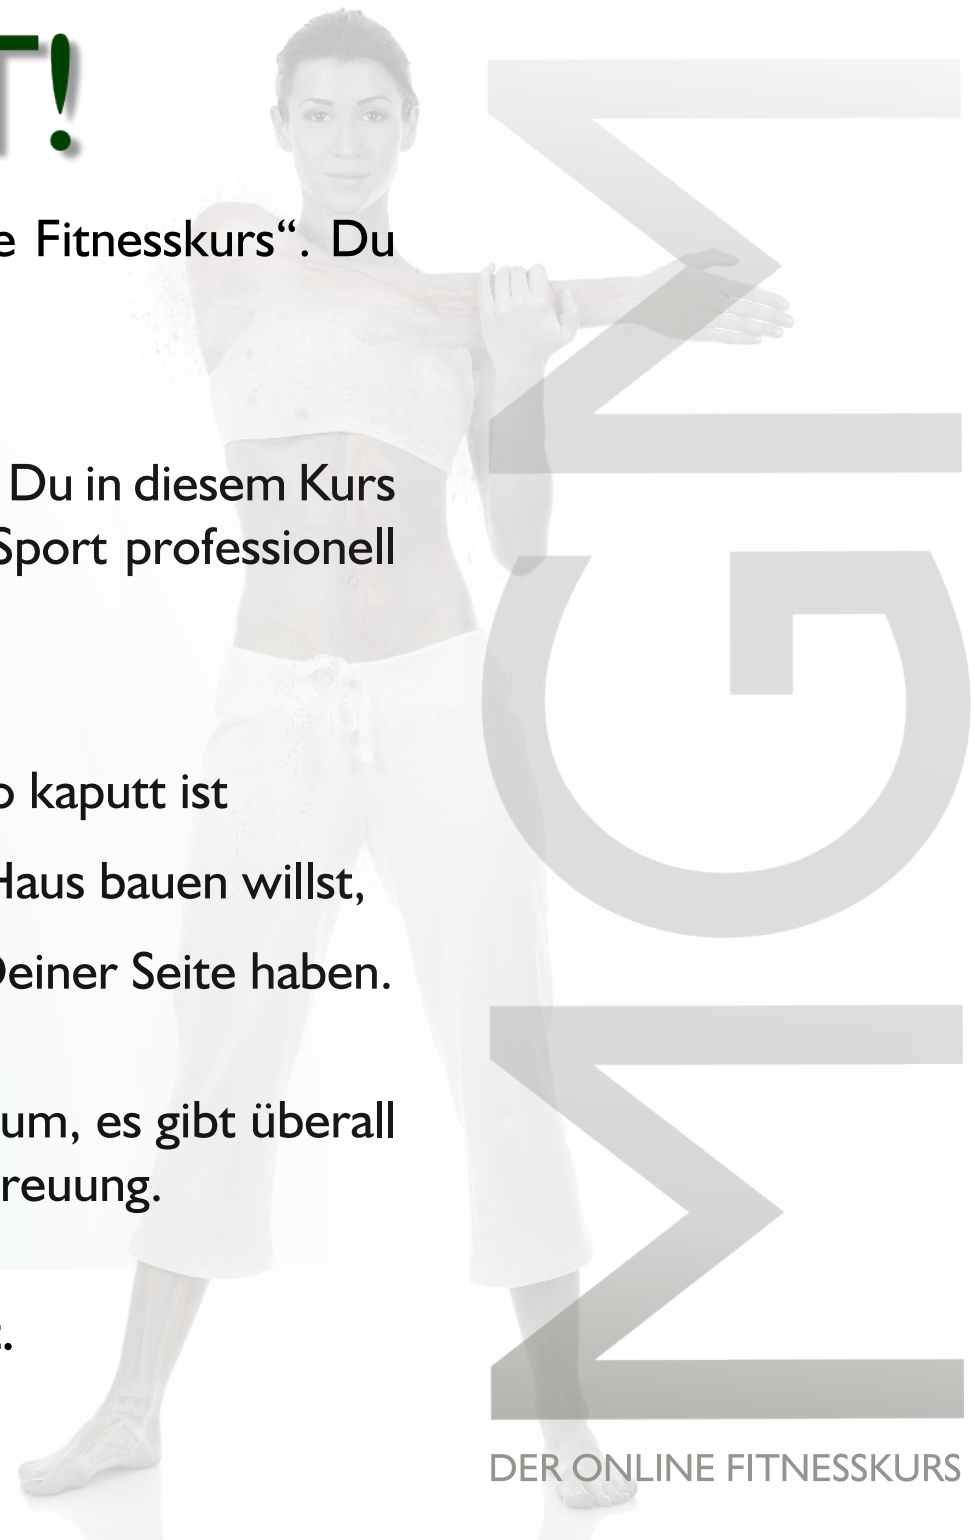 T!
e Fitnesskurs“. Du
Du in diesem Kurs
Sport professionell
o kaputt ist
Haus bauen willst,
Deiner Seite haben.
um, es gibt überall
reuung.
t.
MGM
DER ONLINE FITNESSKURS